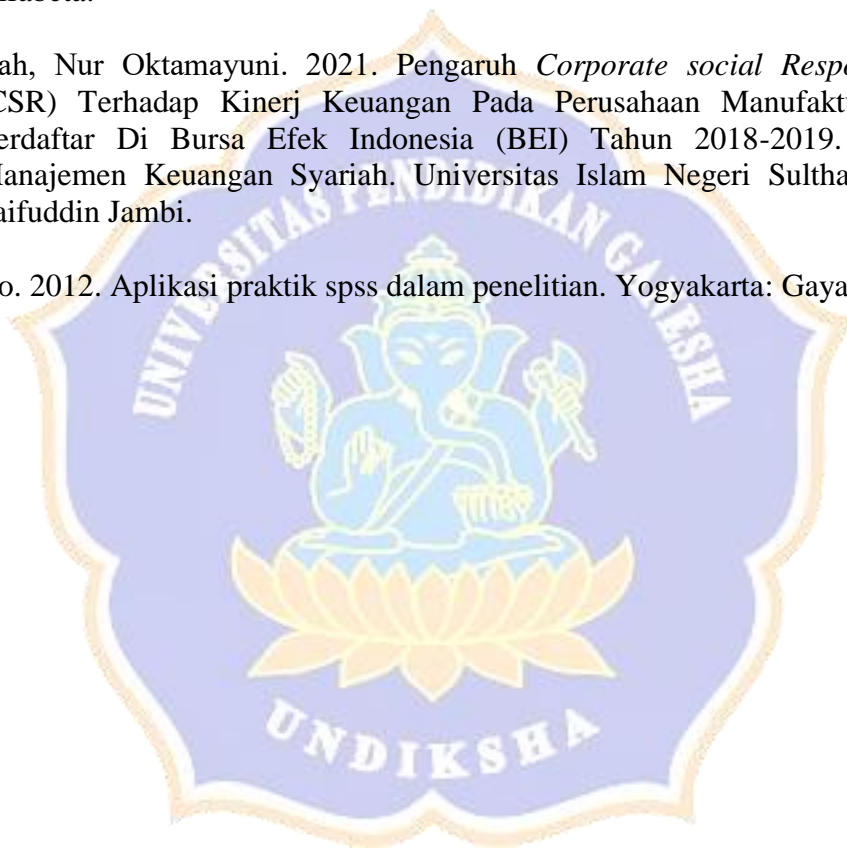 ah, Nur Oktamayuni. 2021. Pengaruh Corporate social Respo
CSR) Terhadap Kinerj Keuangan Pada Perusahaan Manufaktu
erdaftar Di Bursa Efek Indonesia (BEI) Tahun 2018-2019.
Manajemen Keuangan Syariah. Universitas Islam Negeri Sultha
aifuddin Jambi.
o. 2012. Aplikasi praktik spss dalam penelitian. Yogyakarta: Gaya
UNIVERSITAS PENDIDIKAN GANESHA
UNDIKSHA